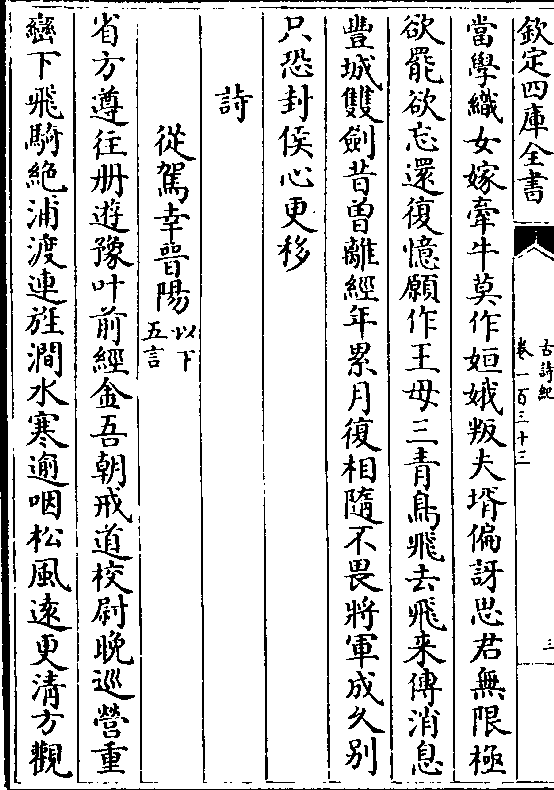 欽定四庫全書
古詩紀
卷一百三十三
三
當學織女嫁牽牛莫作姮娥叛夫壻偏訝思君無限極
欲罷欲忘還復憶願作王母三青鳥飛去飛来傳消息
豐城雙劍昔曽離經年累月復相隨不畏將軍成久别
只恐封侯心更移
詩
從駕幸晉陽以下五言
省方遵往册遊豫叶前經金吾朝戒道校尉晚巡營重
巒下飛騎絶浦渡連旌澗水寒逾咽松風逺更清方觀